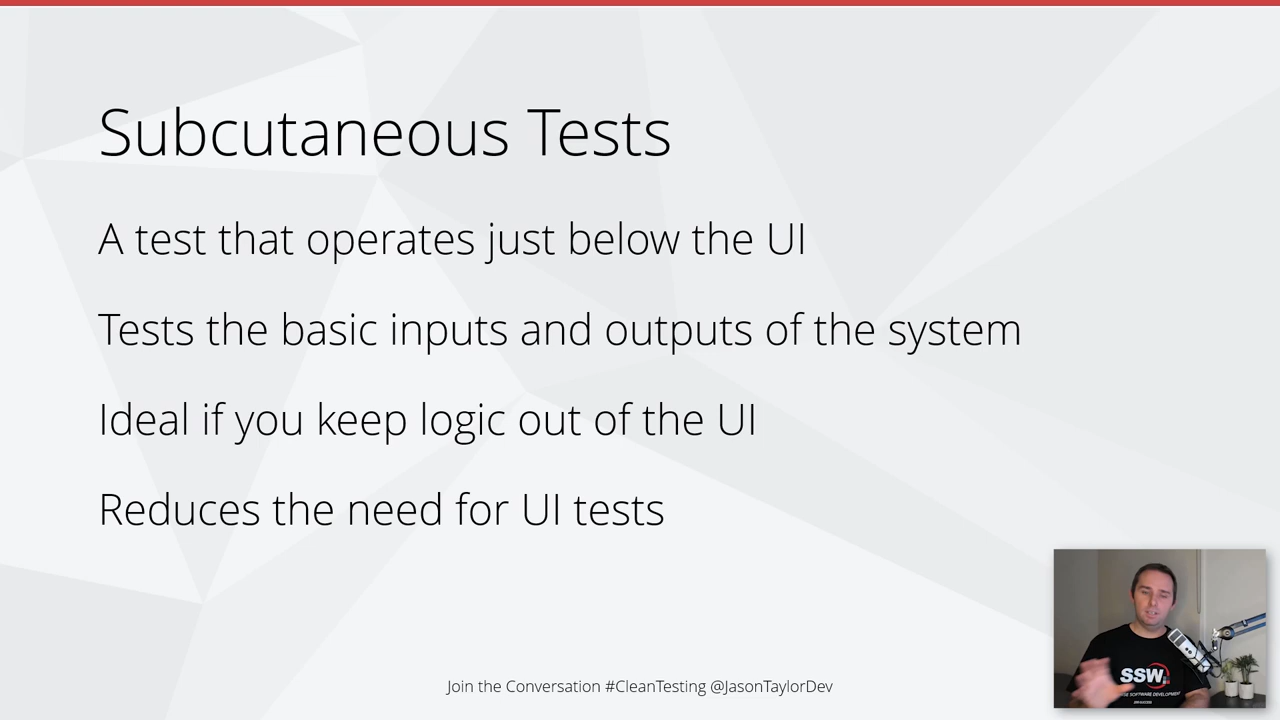 Subcutaneous Tests
A test that operates just below the UI
Tests the basic inputs and outputs of the system
Ideal if you keep logic out of the UI
Reduces the need for UI tests
SSW
SOFTWARE DEVELOPMENT
Join the Conversation #CleanTesting @JasonTaylorDev